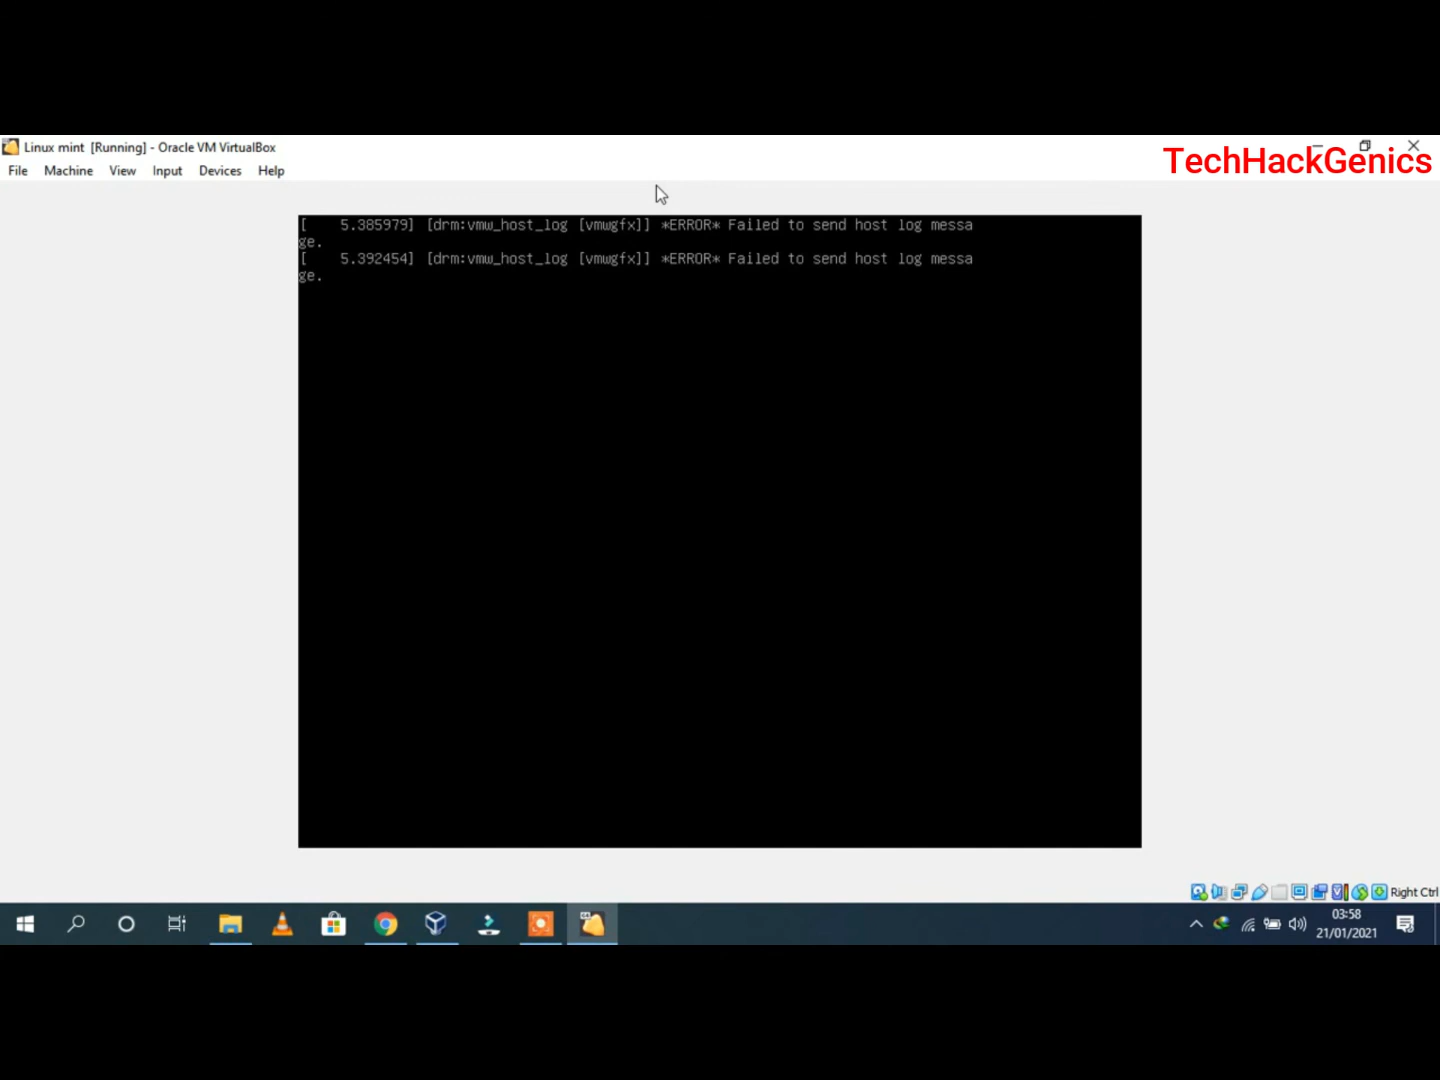 Linux mint [Running] - Oracle VM VirtualBox
TechHackGenics
File Machine View Input Devices Help
[    5.385979] [drm:vmw_host_log [vmwgfx]] *ERROR* Failed to send host log messa
ge.
[    5.392454] [drm:vmw_host_log [vmwgfx]] *ERROR* Failed to send host log messa
ge.
Right Ctrl
03:58
21/01/2021